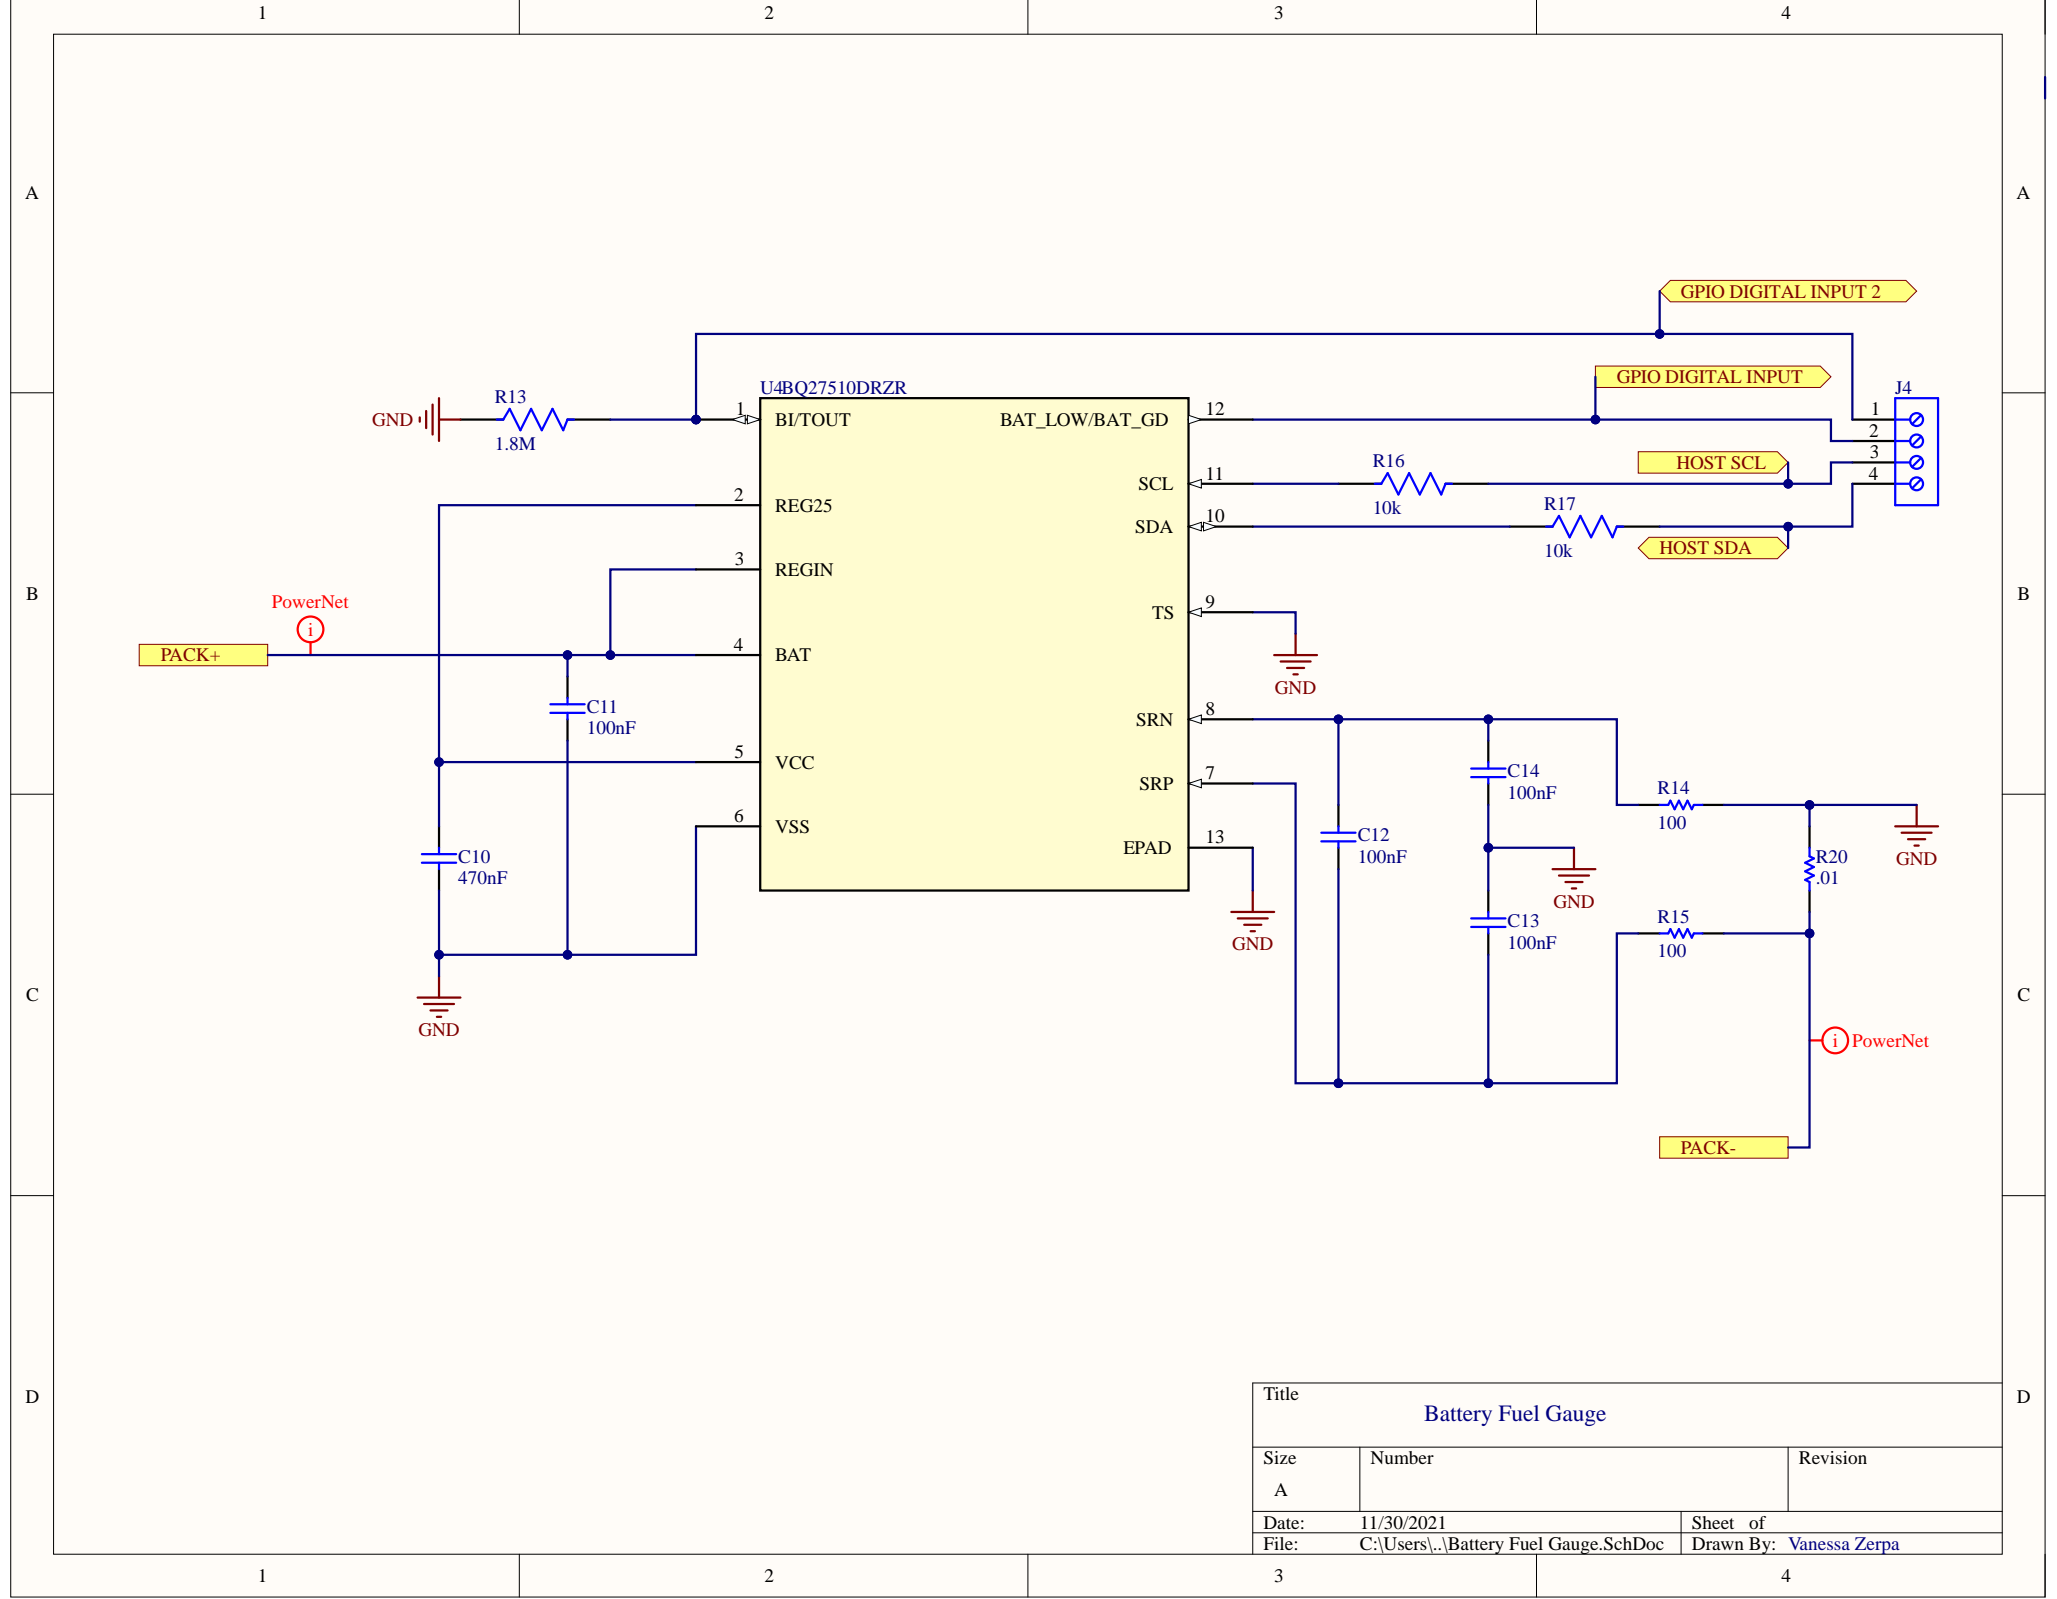 1 2 3 4
A A
GPIO DIGITAL INPUT 2
U4BQ27510DRZR
GPIO DIGITAL INPUT
J4
R13
GND
1.8M
1 BI/TOUT
BAT_LOW/BAT_GD 12
1
2
3
4
HOST SCL
R16
10k
SCL 11
2 REG25
R17
10k
SDA 10
HOST SDA
3 REGIN
B B
PowerNet
i
TS 9
GND
PACK+
4 BAT
C11
100nF
SRN 8
5 VCC
SRP 7
C14
100nF
R14
100
6 VSS
EPAD 13
C12
100nF
GND
C10
470nF
R20
.01
GND
C13
100nF
R15
100
GND
C C
GND
i PowerNet
PACK-
D D
Title
Battery Fuel Gauge
Size Number Revision
A
Date: 11/30/2021 Sheet of
File: C:\Users\..\Battery Fuel Gauge.SchDoc Drawn By: Vanessa Zerpa
1 2 3 4